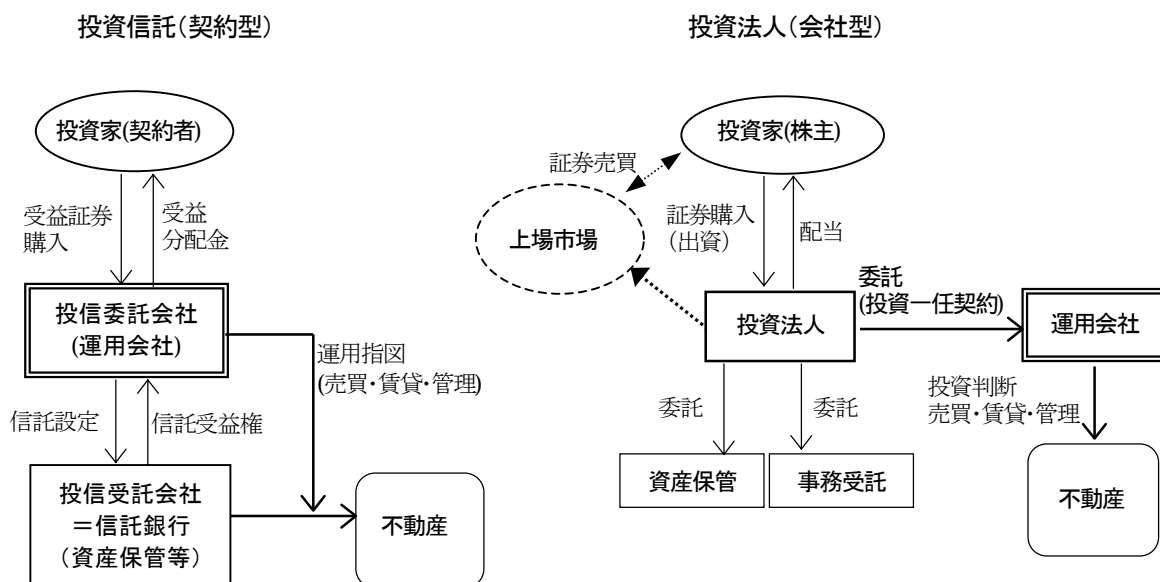 投資信託(契約型)
投資家(契約者)
受益証券
購入
受益
分配金
投信委託会社
(運用会社)
運用指図
(売買・賃貸・管理)
信託設定
信託受益権
投信受託会社
＝信託銀行
（資産保管等）
不動産
投資法人(会社型)
投資家(株主)
証券売買
上場市場
証券購入
（出資）
配当
委託
(投資一任契約)
投資法人
運用会社
委託
委託
投資判断
売買・賃貸・管理
資産保管
事務受託
不動産